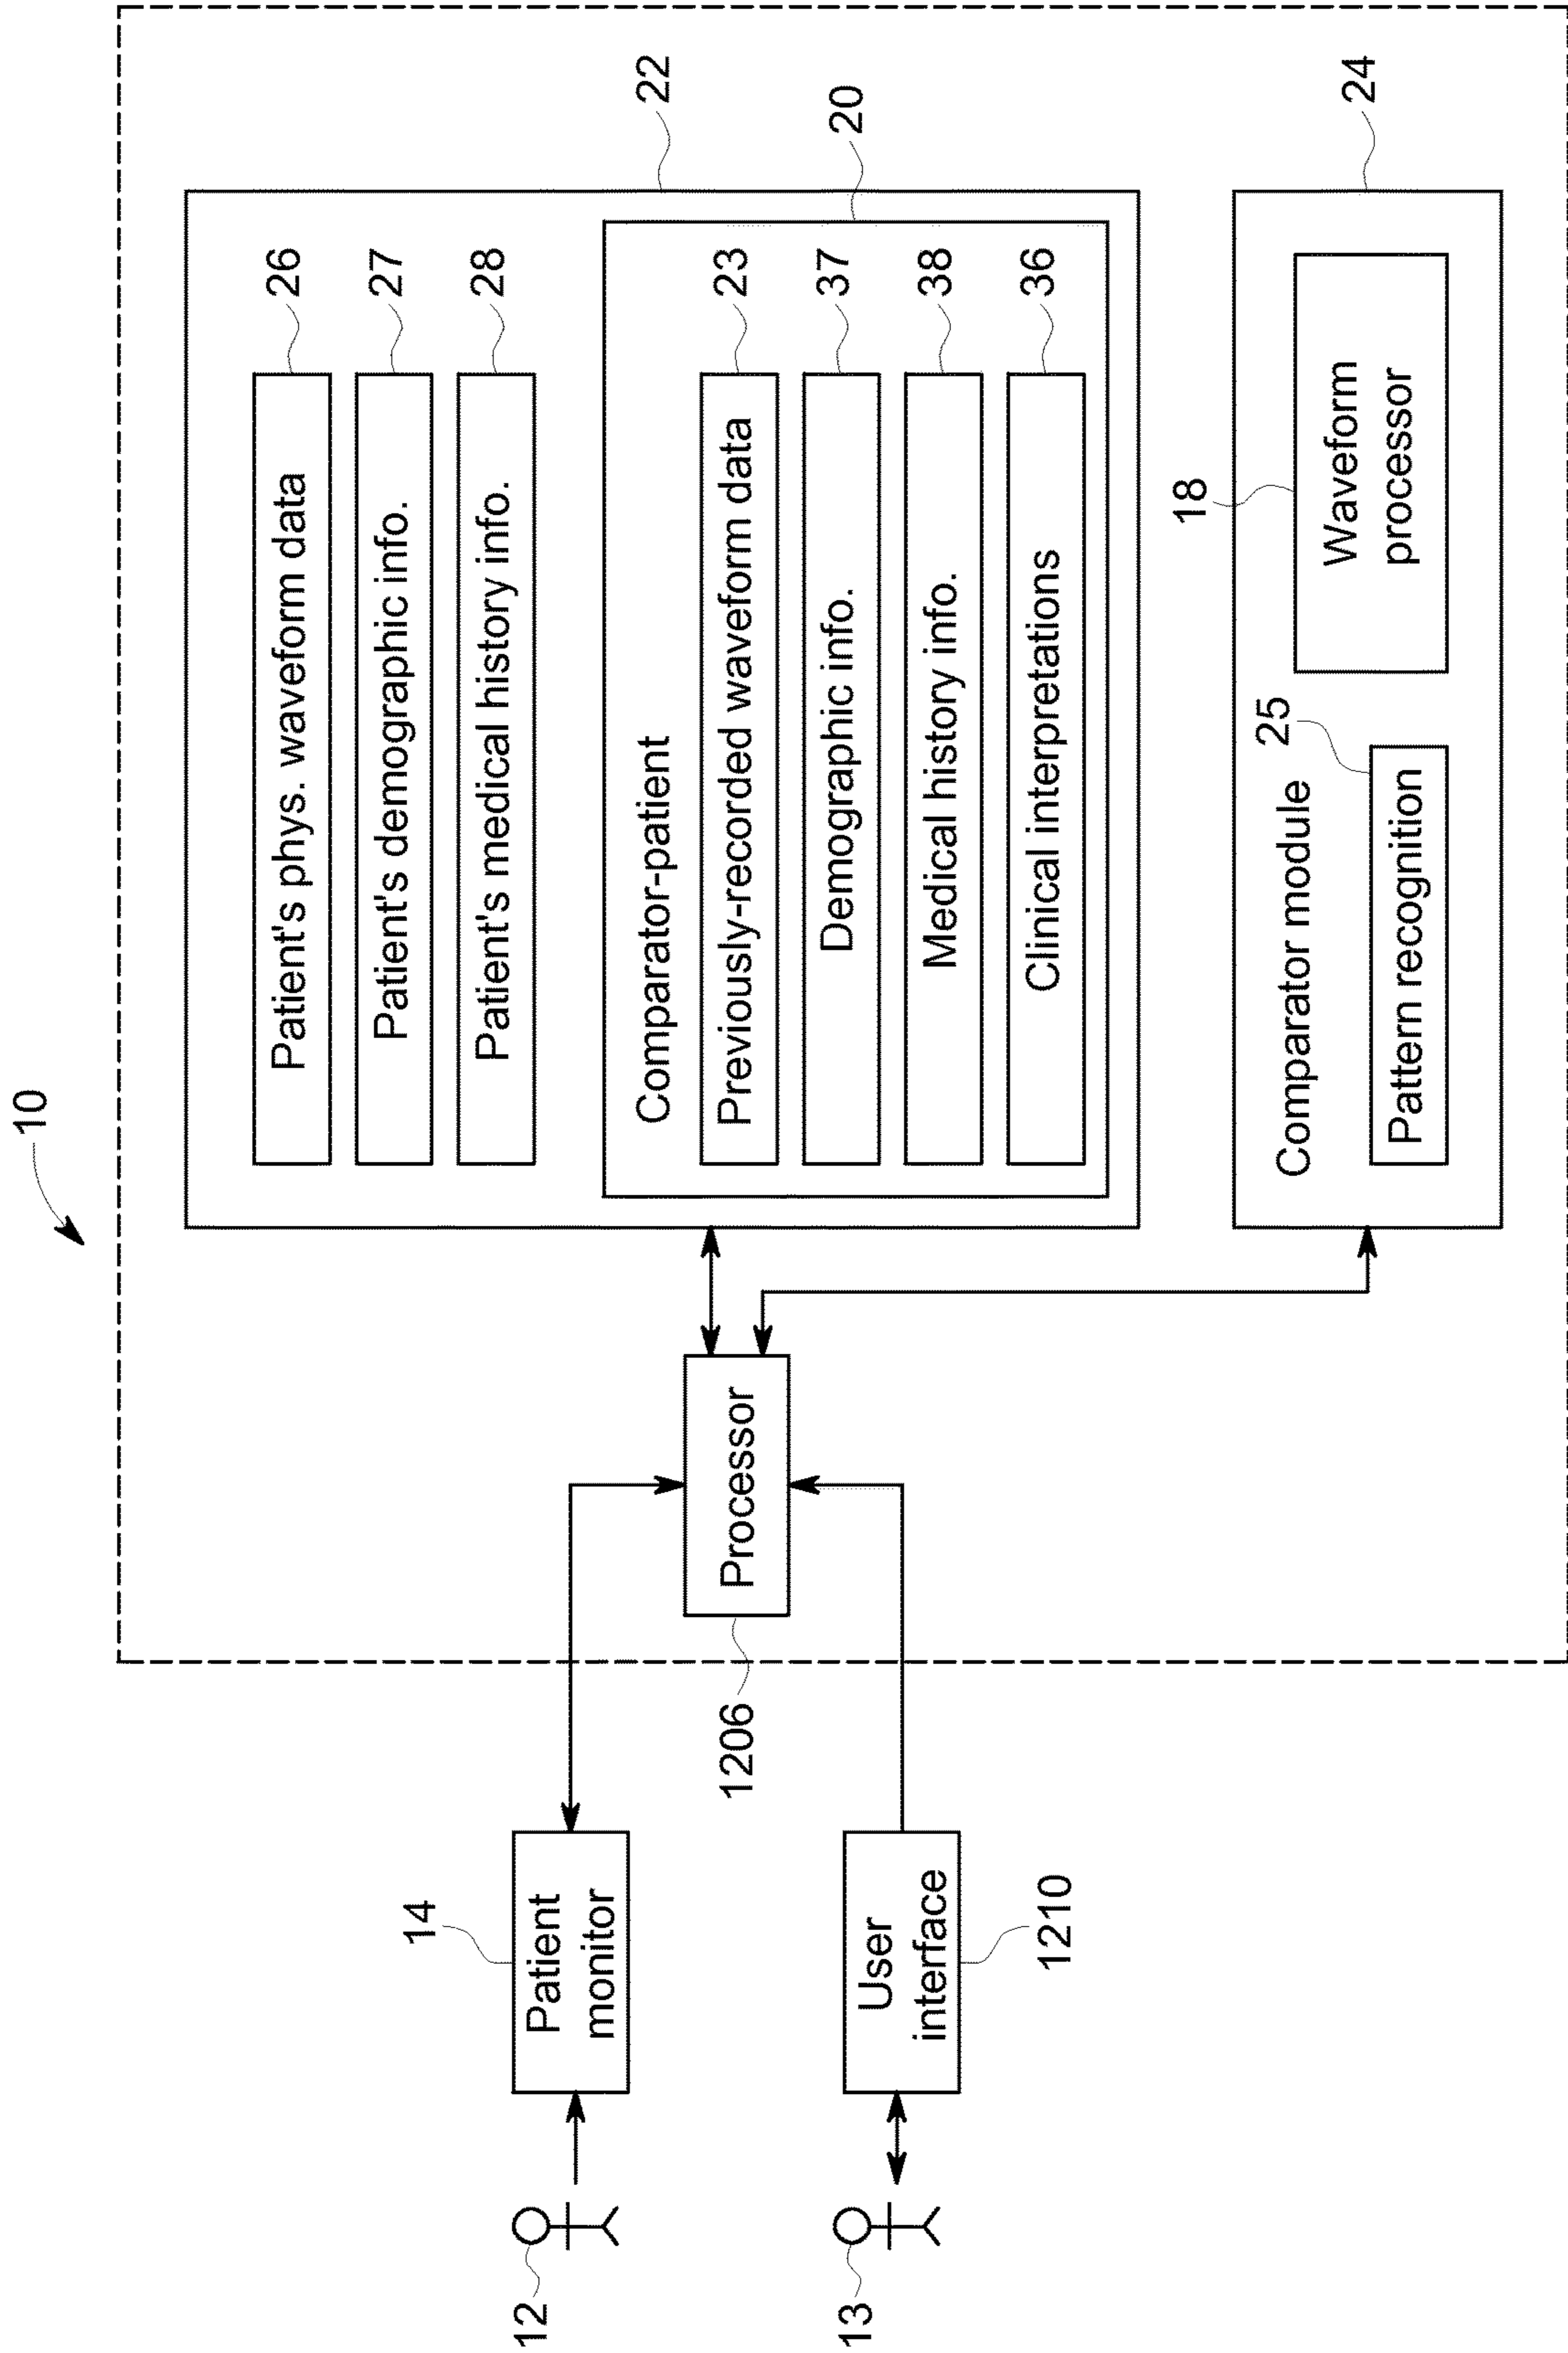 10
12
14
Patient
monitor
13
User
interface
1210
Processor
1206
22
Patient's phys. waveform data
26
Patient's demographic info.
27
Patient's medical history info.
28
20
Comparator-patient
Previously-recorded waveform data
23
Demographic info.
37
Medical history info.
38
Clinical interpretations
36
24
Comparator module
25
Pattern recognition
18
Waveform
processor